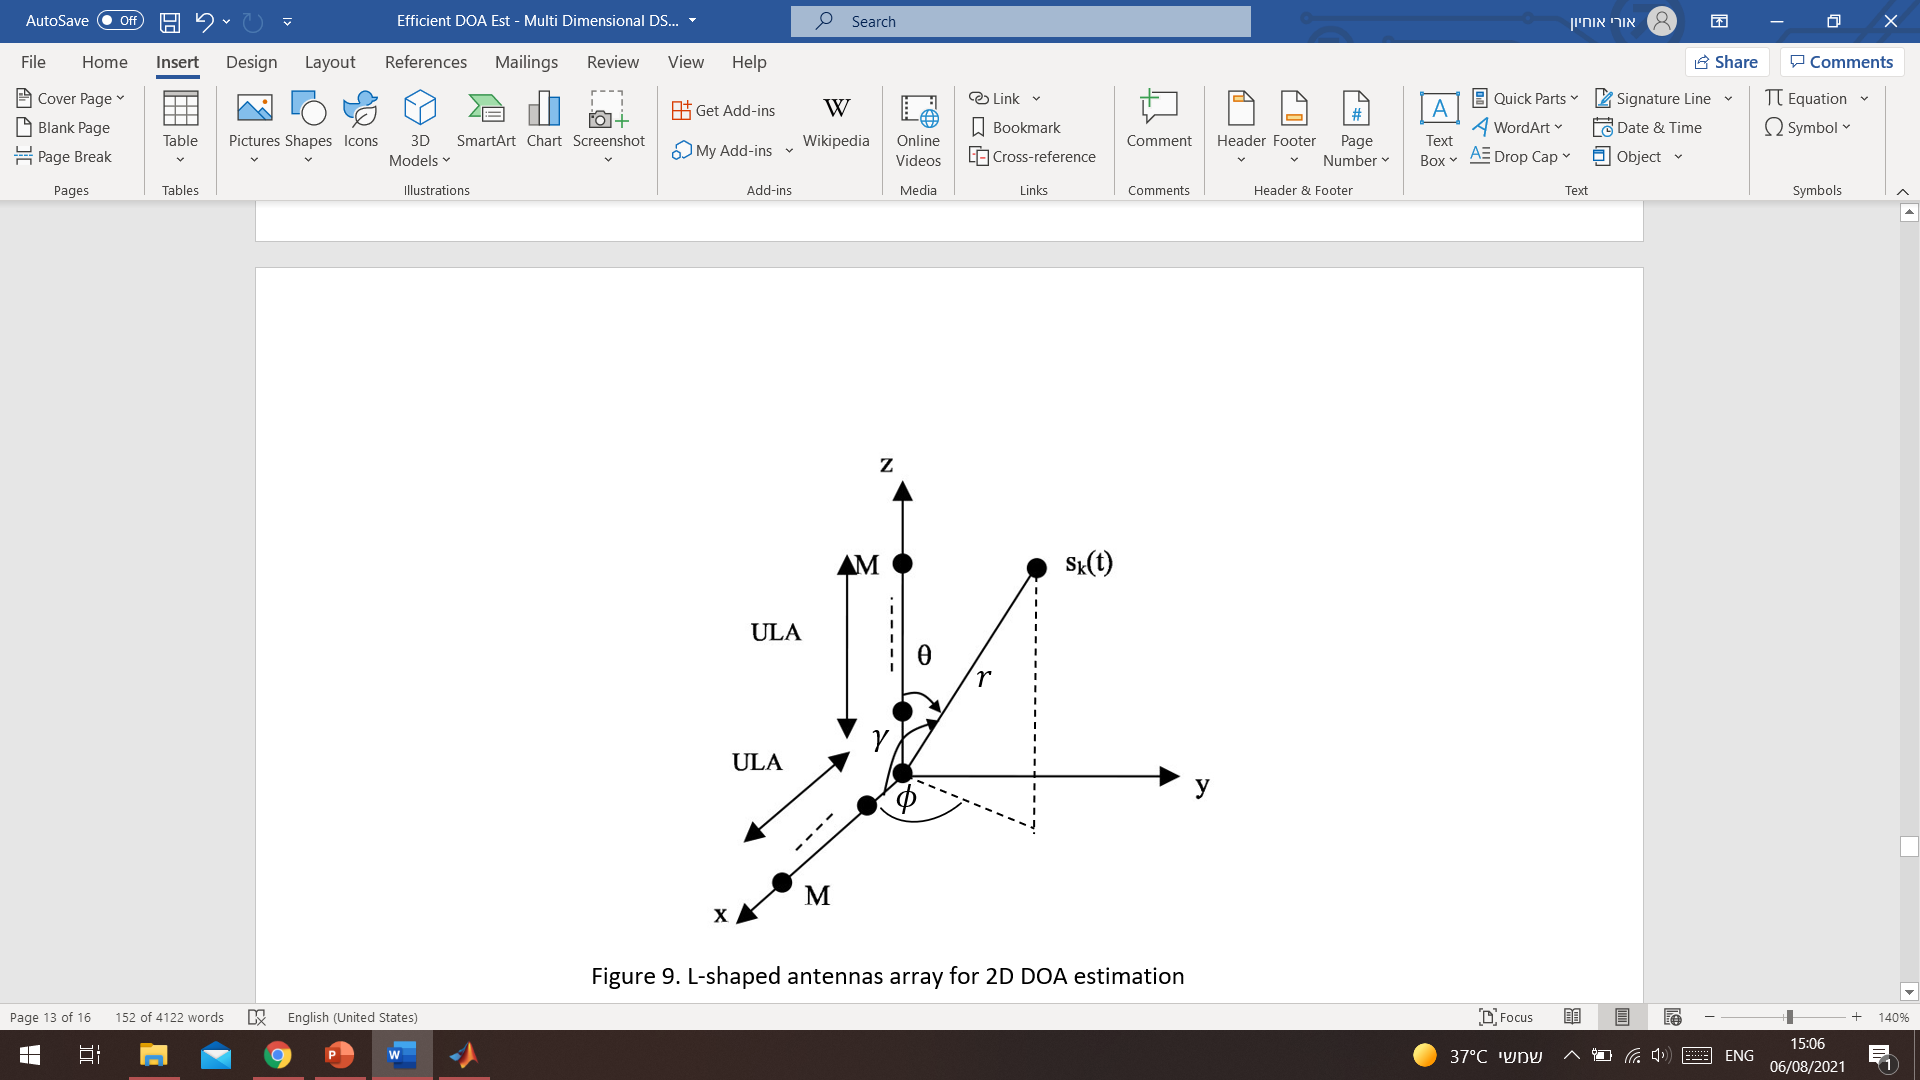 AutoSave Off Efficient DOA Est - Multi Dimensional DS... Search אורי אוחיון
File Home Insert Design Layout References Mailings Review View Help Share Comments
Cover Page
Blank Page
Page Break
Pages
Table
Tables
Pictures Shapes Icons 3D Models SmartArt Chart Screenshot
Illustrations
Get Add-ins
My Add-ins
W
Wikipedia
Add-ins
Online Videos
Media
Link
Bookmark
Cross-reference
Links
Comment
Comments
Header Footer Page Number
Header & Footer
Text Box
Quick Parts
WordArt
Drop Cap
Signature Line
Date & Time
Object
Text
Equation
Symbol
Symbols
z
M
sₖ(t)
ULA
θ
r
γ
ULA
ϕ
y
M
x
Figure 9. L-shaped antennas array for 2D DOA estimation
Page 13 of 16 152 of 4122 words English (United States) Focus 140%
37°C שמשי ENG 15:06
06/08/2021
1